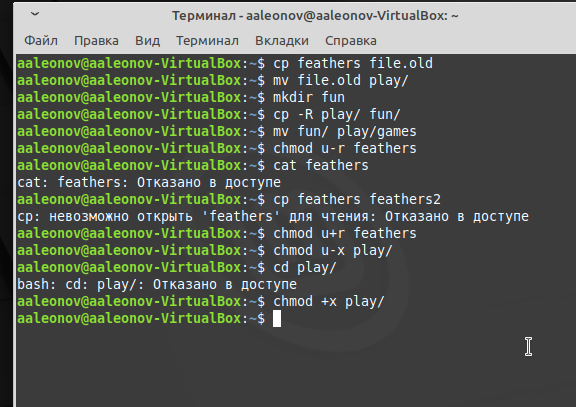 Терминал - aaleonov@aaleonov-VirtualBox: ~
Файл Правка Вид Терминал Вкладки Справка
aaleonov@aaleonov-VirtualBox:~$ cp feathers file.old
aaleonov@aaleonov-VirtualBox:~$ mv file.old play/
aaleonov@aaleonov-VirtualBox:~$ mkdir fun
aaleonov@aaleonov-VirtualBox:~$ cp -R play/ fun/
aaleonov@aaleonov-VirtualBox:~$ mv fun/ play/games
aaleonov@aaleonov-VirtualBox:~$ chmod u-r feathers
aaleonov@aaleonov-VirtualBox:~$ cat feathers
cat: feathers: Отказано в доступе
aaleonov@aaleonov-VirtualBox:~$ cp feathers feathers2
cp: невозможно открыть 'feathers' для чтения: Отказано в доступе
aaleonov@aaleonov-VirtualBox:~$ chmod u+r feathers
aaleonov@aaleonov-VirtualBox:~$ chmod u-x play/
aaleonov@aaleonov-VirtualBox:~$ cd play/
bash: cd: play/: Отказано в доступе
aaleonov@aaleonov-VirtualBox:~$ chmod +x play/
aaleonov@aaleonov-VirtualBox:~$